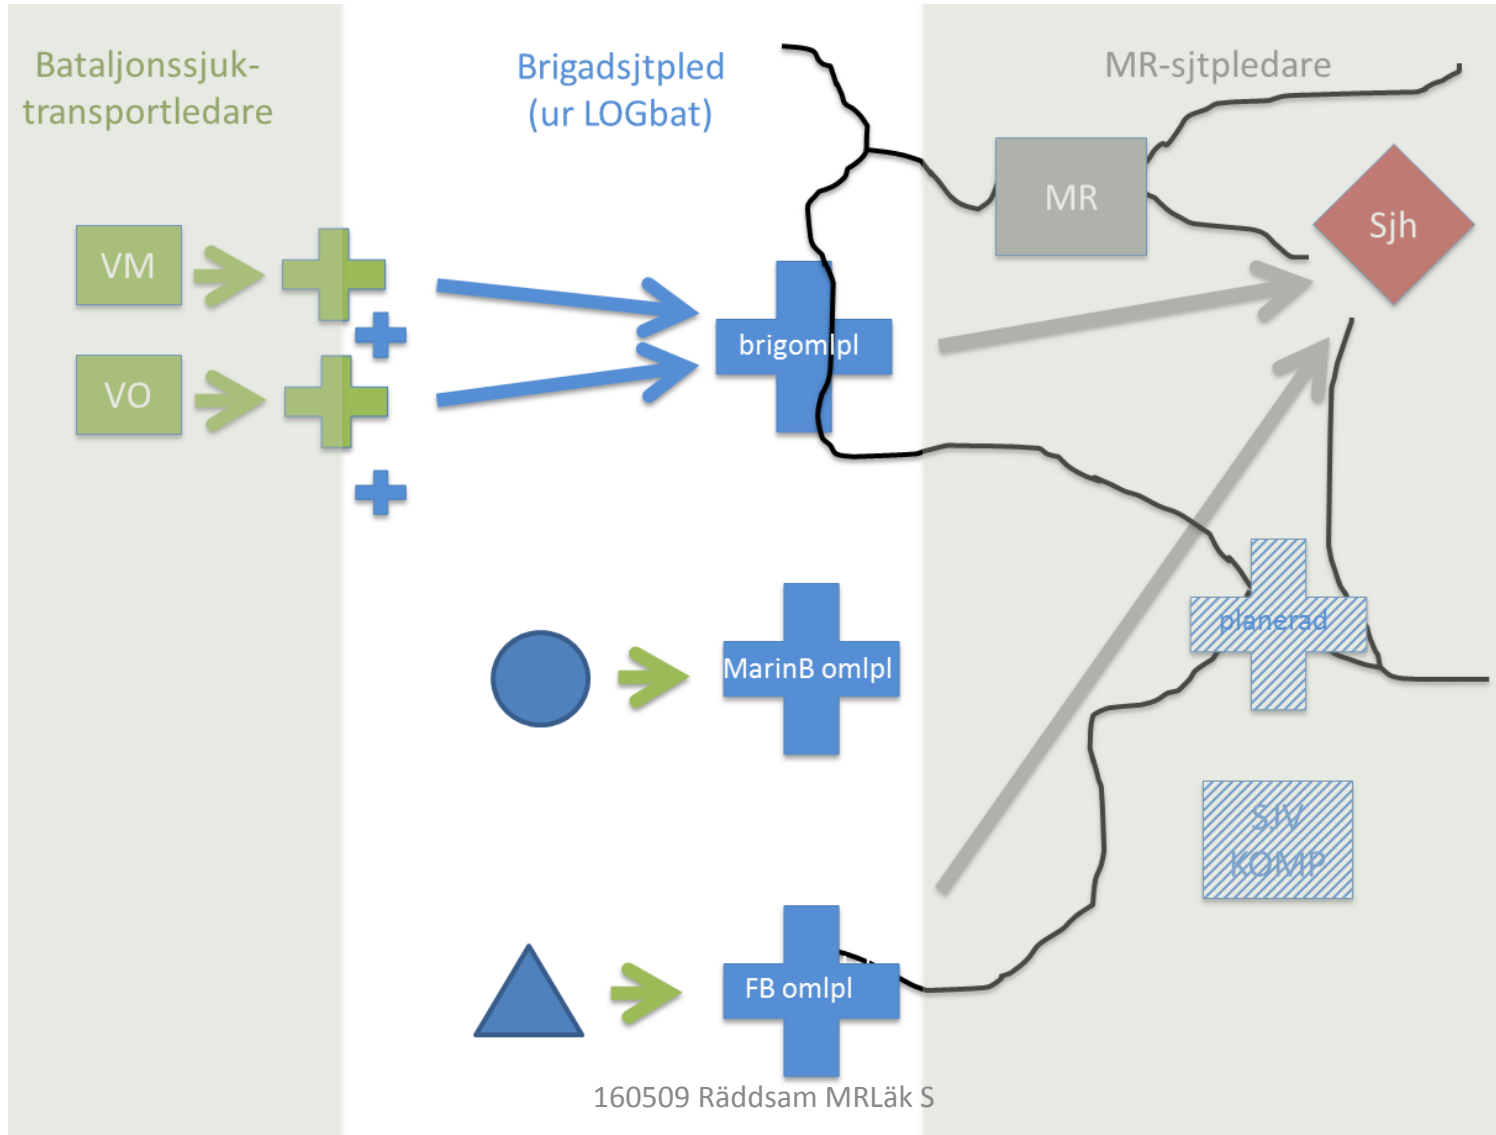 Bataljonssjuk-
transportledare
Brigadsjtpled
(ur LOGbat)
MR-sjtpledare
MR
Sjh
VM
VO
brigomlpl
planerad
MarinB omlpl
SJV
KOMP
FB omlpl
160509 Räddsam MRLäk S